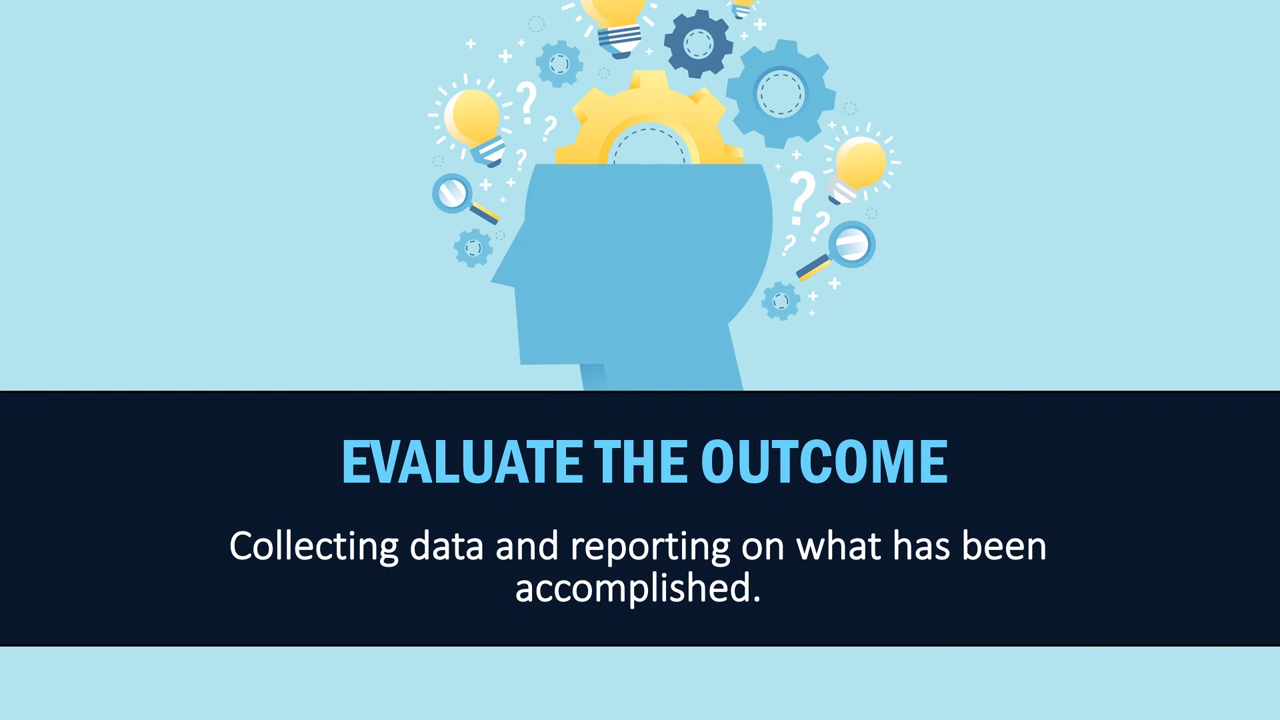 EVALUATE THE OUTCOME
Collecting data and reporting on what has been
accomplished.